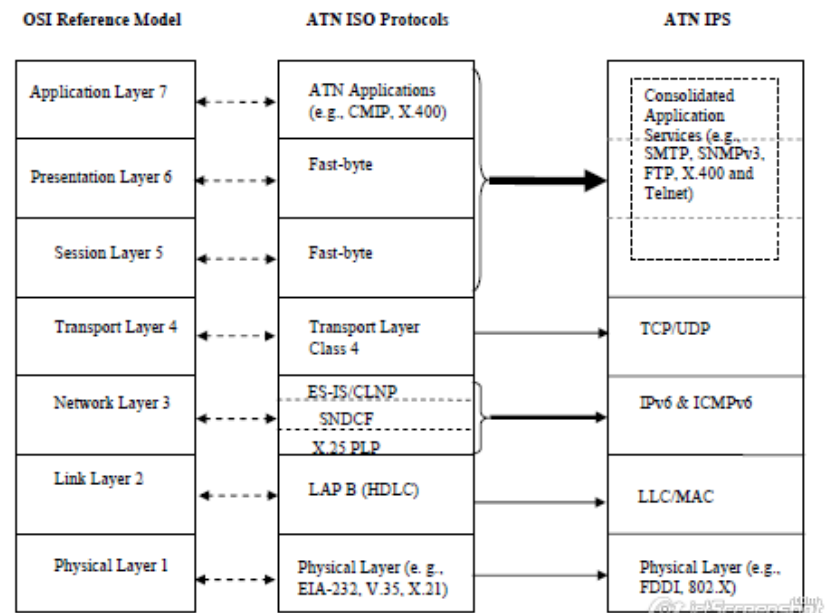 OSI Reference Model
ATN ISO Protocols
ATN IPS
Application Layer 7
ATN Applications
(e.g., CMIP, X.400)
Consolidated
Application
Services (e.g.,
SMTP, SNMPv3,
FTP, X.400 and
Telnet)
Presentation Layer 6
Fast-byte
Session Layer 5
Fast-byte
Transport Layer 4
Transport Layer
Class 4
TCP/UDP
Network Layer 3
ES-IS/CLNP
SNDCF
X.25 PLP
IPv6 & ICMPv6
Link Layer 2
LAP B (HDLC)
LLC/MAC
Physical Layer 1
Physical Layer (e. g.,
EIA-232, V.35, X.21)
Physical Layer (e.g.,
FDDI, 802.X)